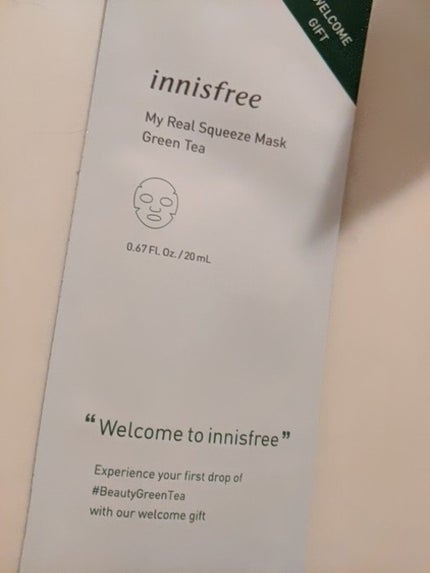 WELCOME
GIFT
innisfree
My Real Squeeze Mask
Green Tea
0.67 FL. Oz. / 20 mL
“Welcome to innisfree”
Experience your first drop of
#BeautyGreenTea
with our welcome gift